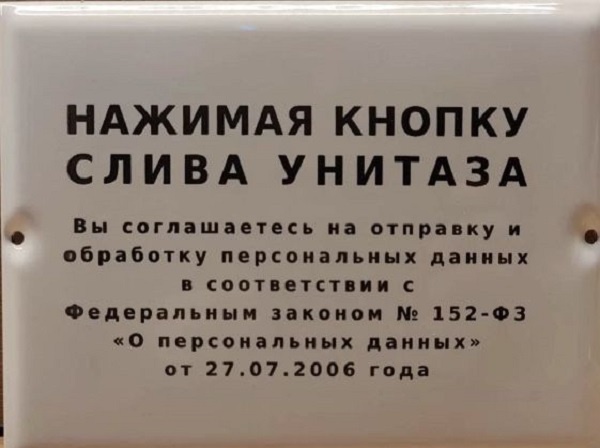 НАЖИМАЯ КНОПКУ
СЛИВА УНИТАЗА
Вы соглашаетесь на отправку и
обработку персональных данных
в соответствии с
Федеральным законом № 152-ФЗ
«О персональных данных»
от 27.07.2006 года